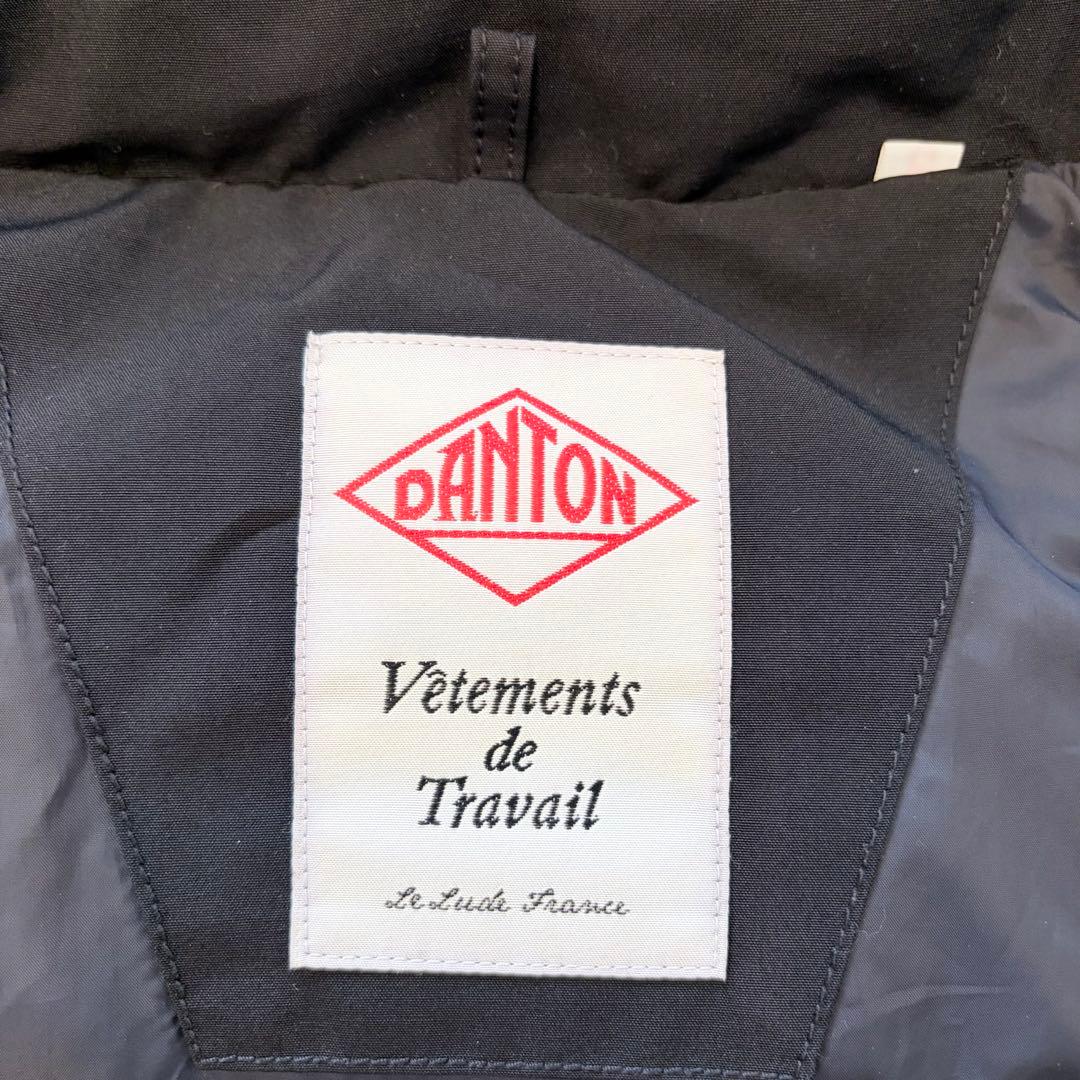 DANTON
Vêtements
de
Travail
Le Lude France